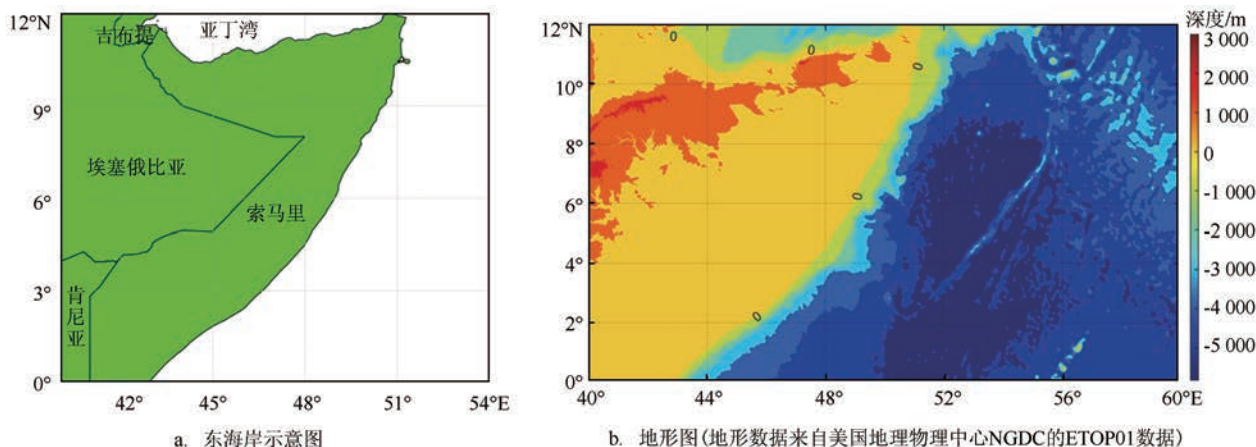 12°N
9°
6°
3°
0°
42°
45°
48°
51°
54°E
吉布提
亚丁湾
埃塞俄比亚
索马里
肯尼亚
a. 东海岸示意图
12°N
10°
8°
6°
4°
2°
0°
40°
44°
48°
52°
56°
60°E
0
0
0
0
0
深度/m
3 000
2 000
1 000
0
-1 000
-2 000
-3 000
-4 000
-5 000
b. 地形图(地形数据来自美国地理物理中心NGDC的ETOP01数据)